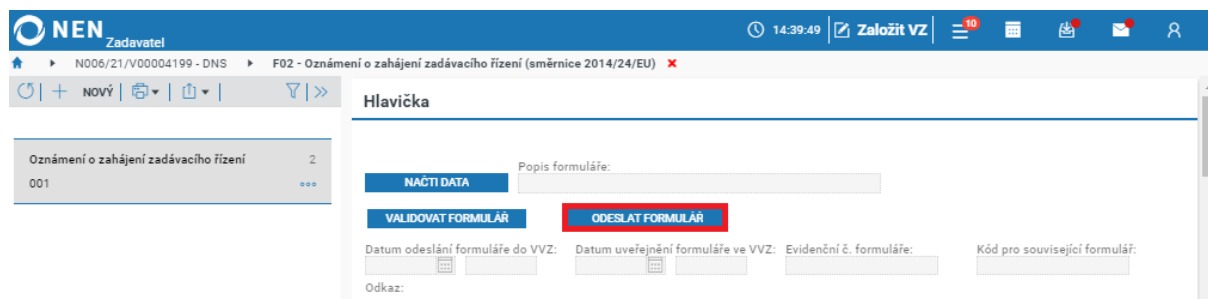 NEN Zadavatel
14:39:49 Založit VZ 10
N006/21/V00004199 - DNS F02 - Oznámení o zahájení zadávacího řízení (směrnice 2014/24/EU)
NOVÝ
Hlavička
Oznámení o zahájení zadávacího řízení 2
001
Popis formuláře:
NAČTI DATA
VALIDOVAT FORMULÁŘ ODESLAT FORMULÁŘ
Datum odeslání formuláře do VVZ: Datum uveřejnění formuláře ve VVZ: Evidenční č. formuláře: Kód pro související formulář:
Odkaz: